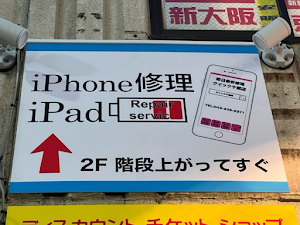 新大阪
iPhone修理
iPad
Repair
servic
2F 階段上がってすぐ
ディスカウント チケット ショップ